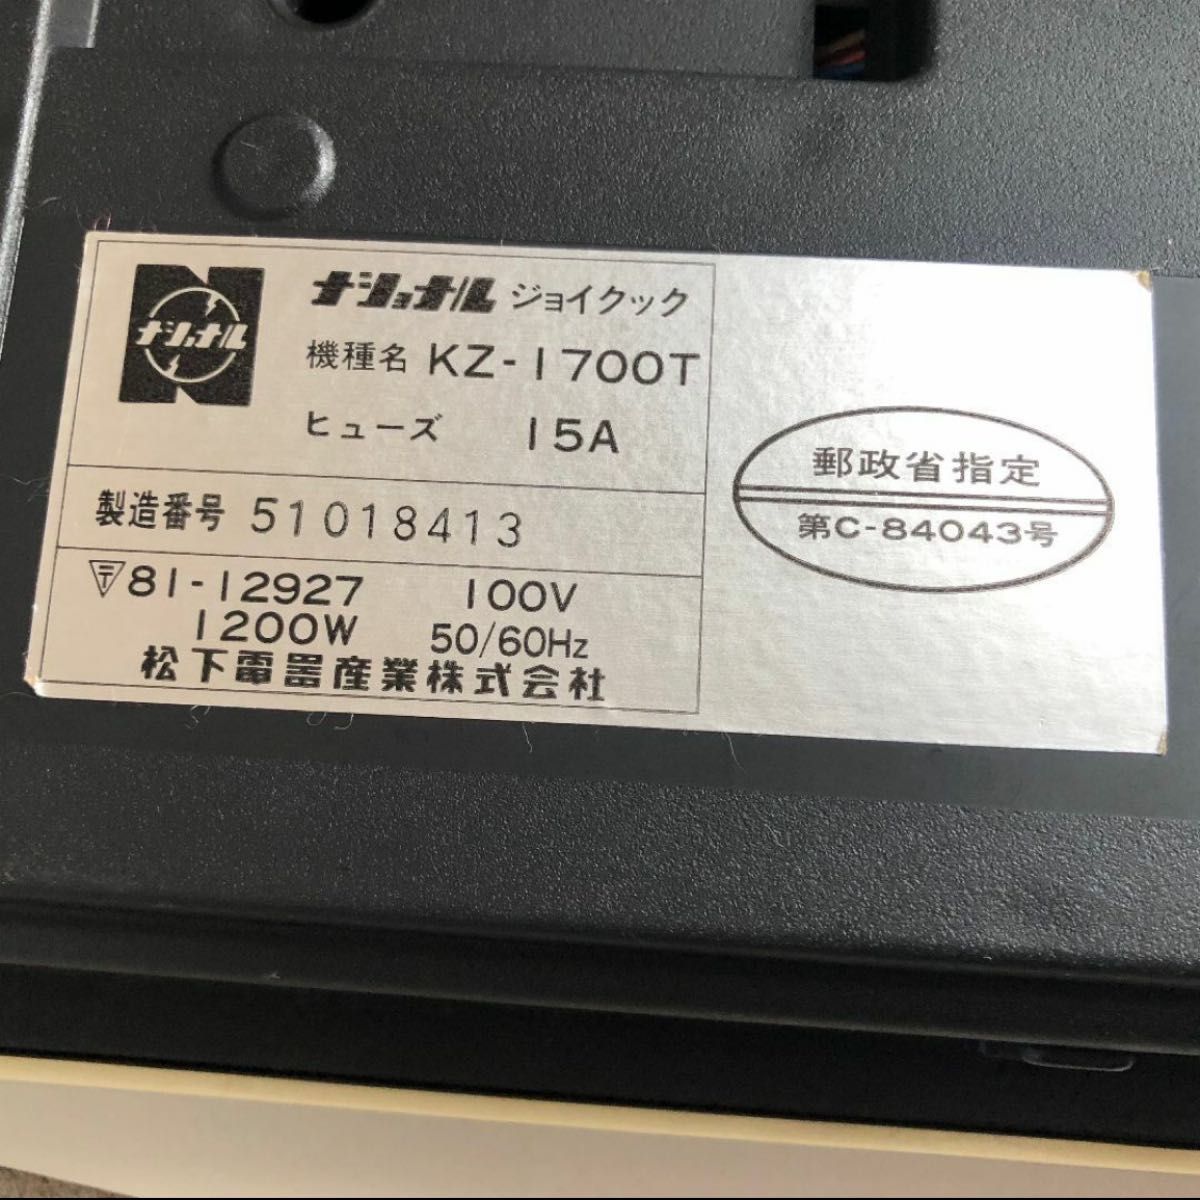 ナショナル
ナショナル ジョイクック
機種名 KZ-1700T
ヒューズ 15A
製造番号 51018413
〒81-12927 100V
1200W 50/60Hz
松下電器産業株式会社
郵政省指定
第C-84043号